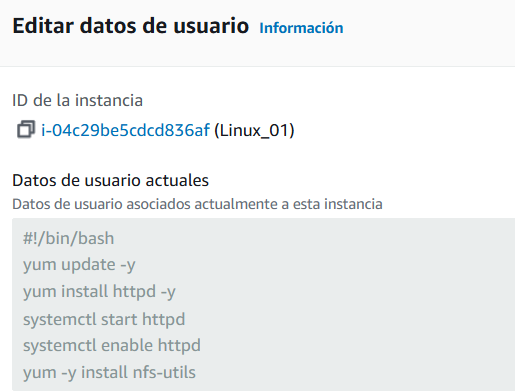 Editar datos de usuario Información
ID de la instancia
i-04c29be5cdcd836af (Linux_01)
Datos de usuario actuales
Datos de usuario asociados actualmente a esta instancia
#!/bin/bash
yum update -y
yum install httpd -y
systemctl start httpd
systemctl enable httpd
yum -y install nfs-utils